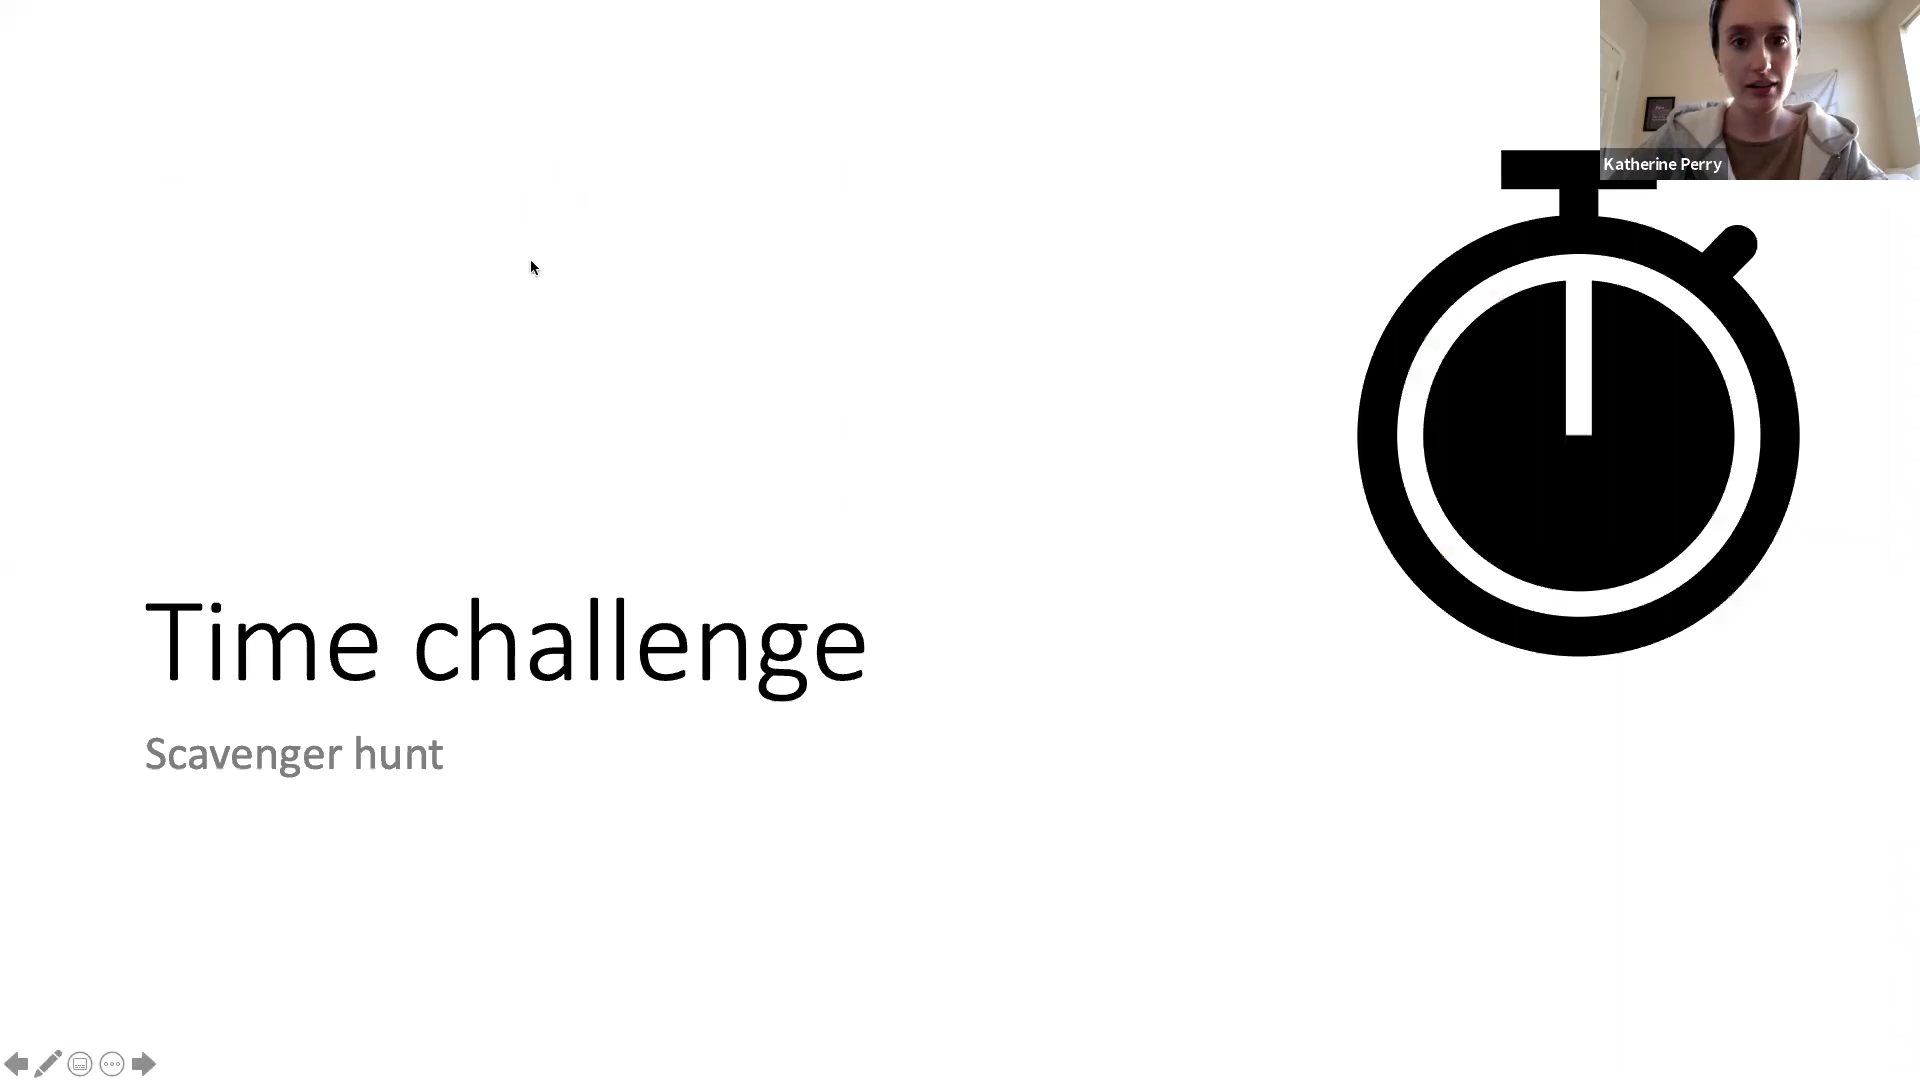 Katherine Perry
Time challenge
Scavenger hunt